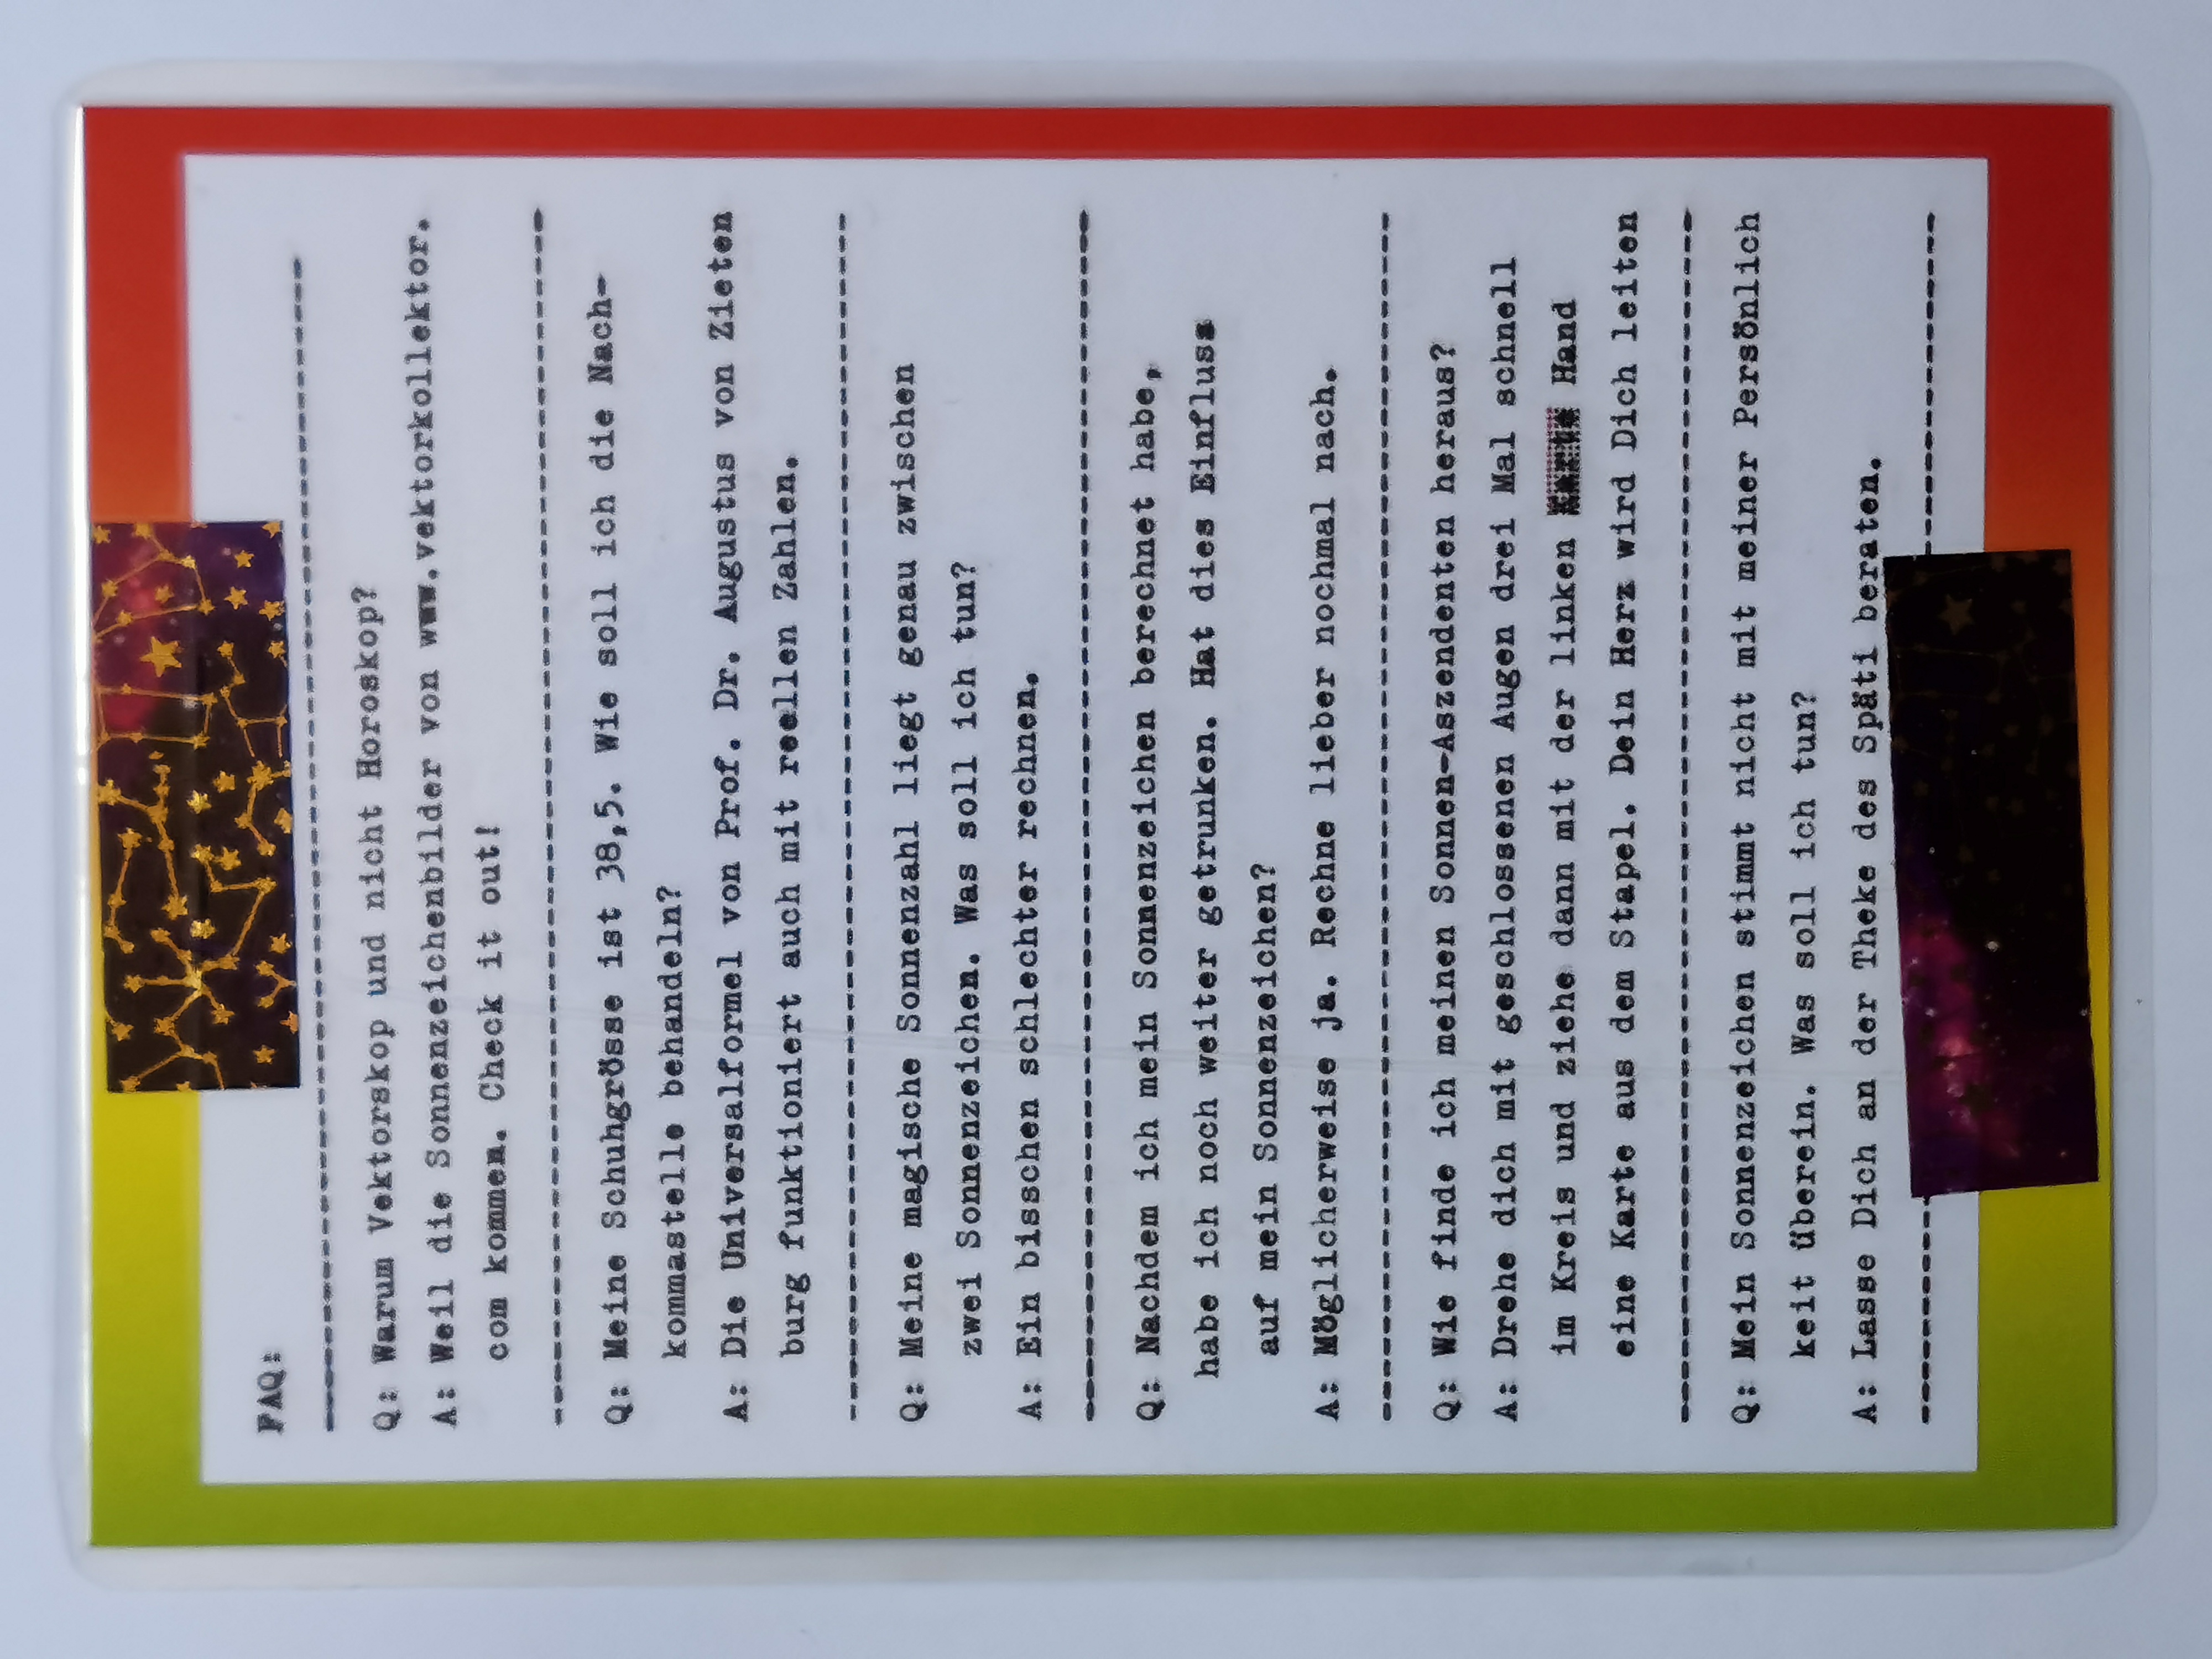 FAQ:
Q: Warum Vektorskop und nicht Horoskop?
A: Weil die Sonnenzeichenbilder von www.vektorkollektor.
com kommen. Check it out!
Q: Meine Schuhgrösse ist 38,5. Wie soll ich die Nach-
kommastelle behandeln?
A: Die Universalformel von Prof. Dr. Augustus von Zieten
burg funktioniert auch mit reellen Zahlen.
Q: Meine magische Sonnenzahl liegt genau zwischen
zwei Sonnenzeichen. Was soll ich tun?
A: Ein bisschen schlechter rechnen.
Q: Nachdem ich mein Sonnenzeichen berechnet habe,
habe ich noch weiter getrunken. Hat dies Einfluss
auf mein Sonnenzeichen?
A: Möglicherweise ja. Rechne lieber nochmal nach.
Q: Wie finde ich meinen Sonnen-Aszendenten heraus?
A: Drehe dich mit geschlossenen Augen drei Mal schnell
im Kreis und ziehe dann mit der linken Hand
eine Karte aus dem Stapel. Dein Herz wird Dich leiten
Q: Mein Sonnenzeichen stimmt nicht mit meiner Persönlich
keit überein. Was soll ich tun?
A: Lasse Dich an der Theke des Späti beraten.